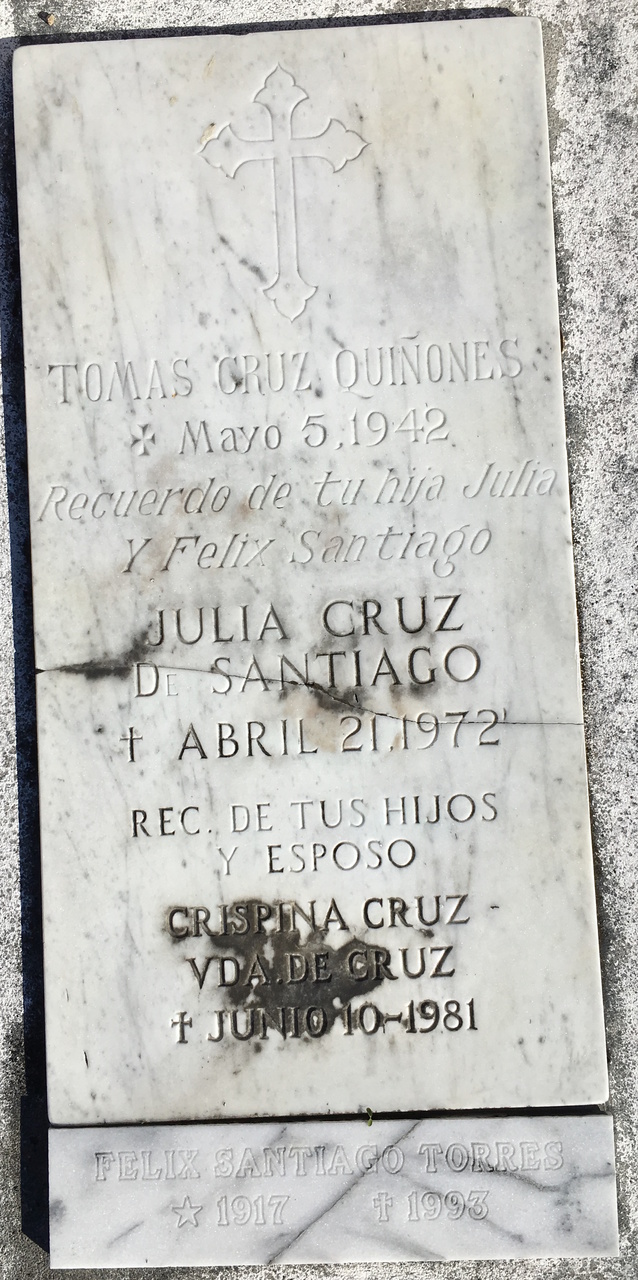 TOMAS CRUZ QUIÑONES
✠ Mayo 5,1942
Recuerdo de tu hija Julia
Y Felix Santiago
JULIA CRUZ
DE SANTIAGO
† ABRIL 21,1972
REC. DE TUS HIJOS
Y ESPOSO
CRISPINA CRUZ -
VDA. DE CRUZ
† JUNIO 10-1981
FELIX SANTIAGO TORRES
☆ 1917 † 1993